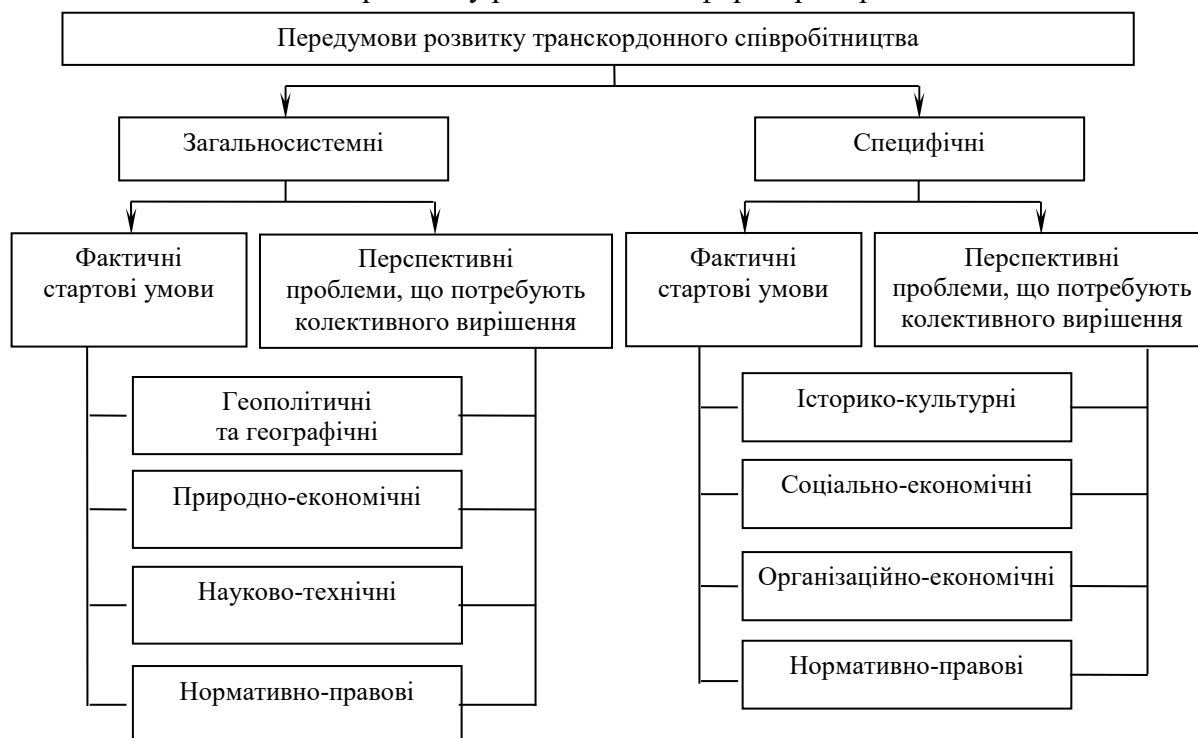 Передумови розвитку транскордонного співробітництва
Загальносистемні
Специфічні
Фактичні
стартові умови
Перспективні
проблеми, що потребують
колективного вирішення
Фактичні
стартові умови
Перспективні
проблеми, що потребують
колективного вирішення
Геополітичні
та географічні
Природно-економічні
Науково-технічні
Нормативно-правові
Історико-культурні
Соціально-економічні
Організаційно-економічні
Нормативно-правові